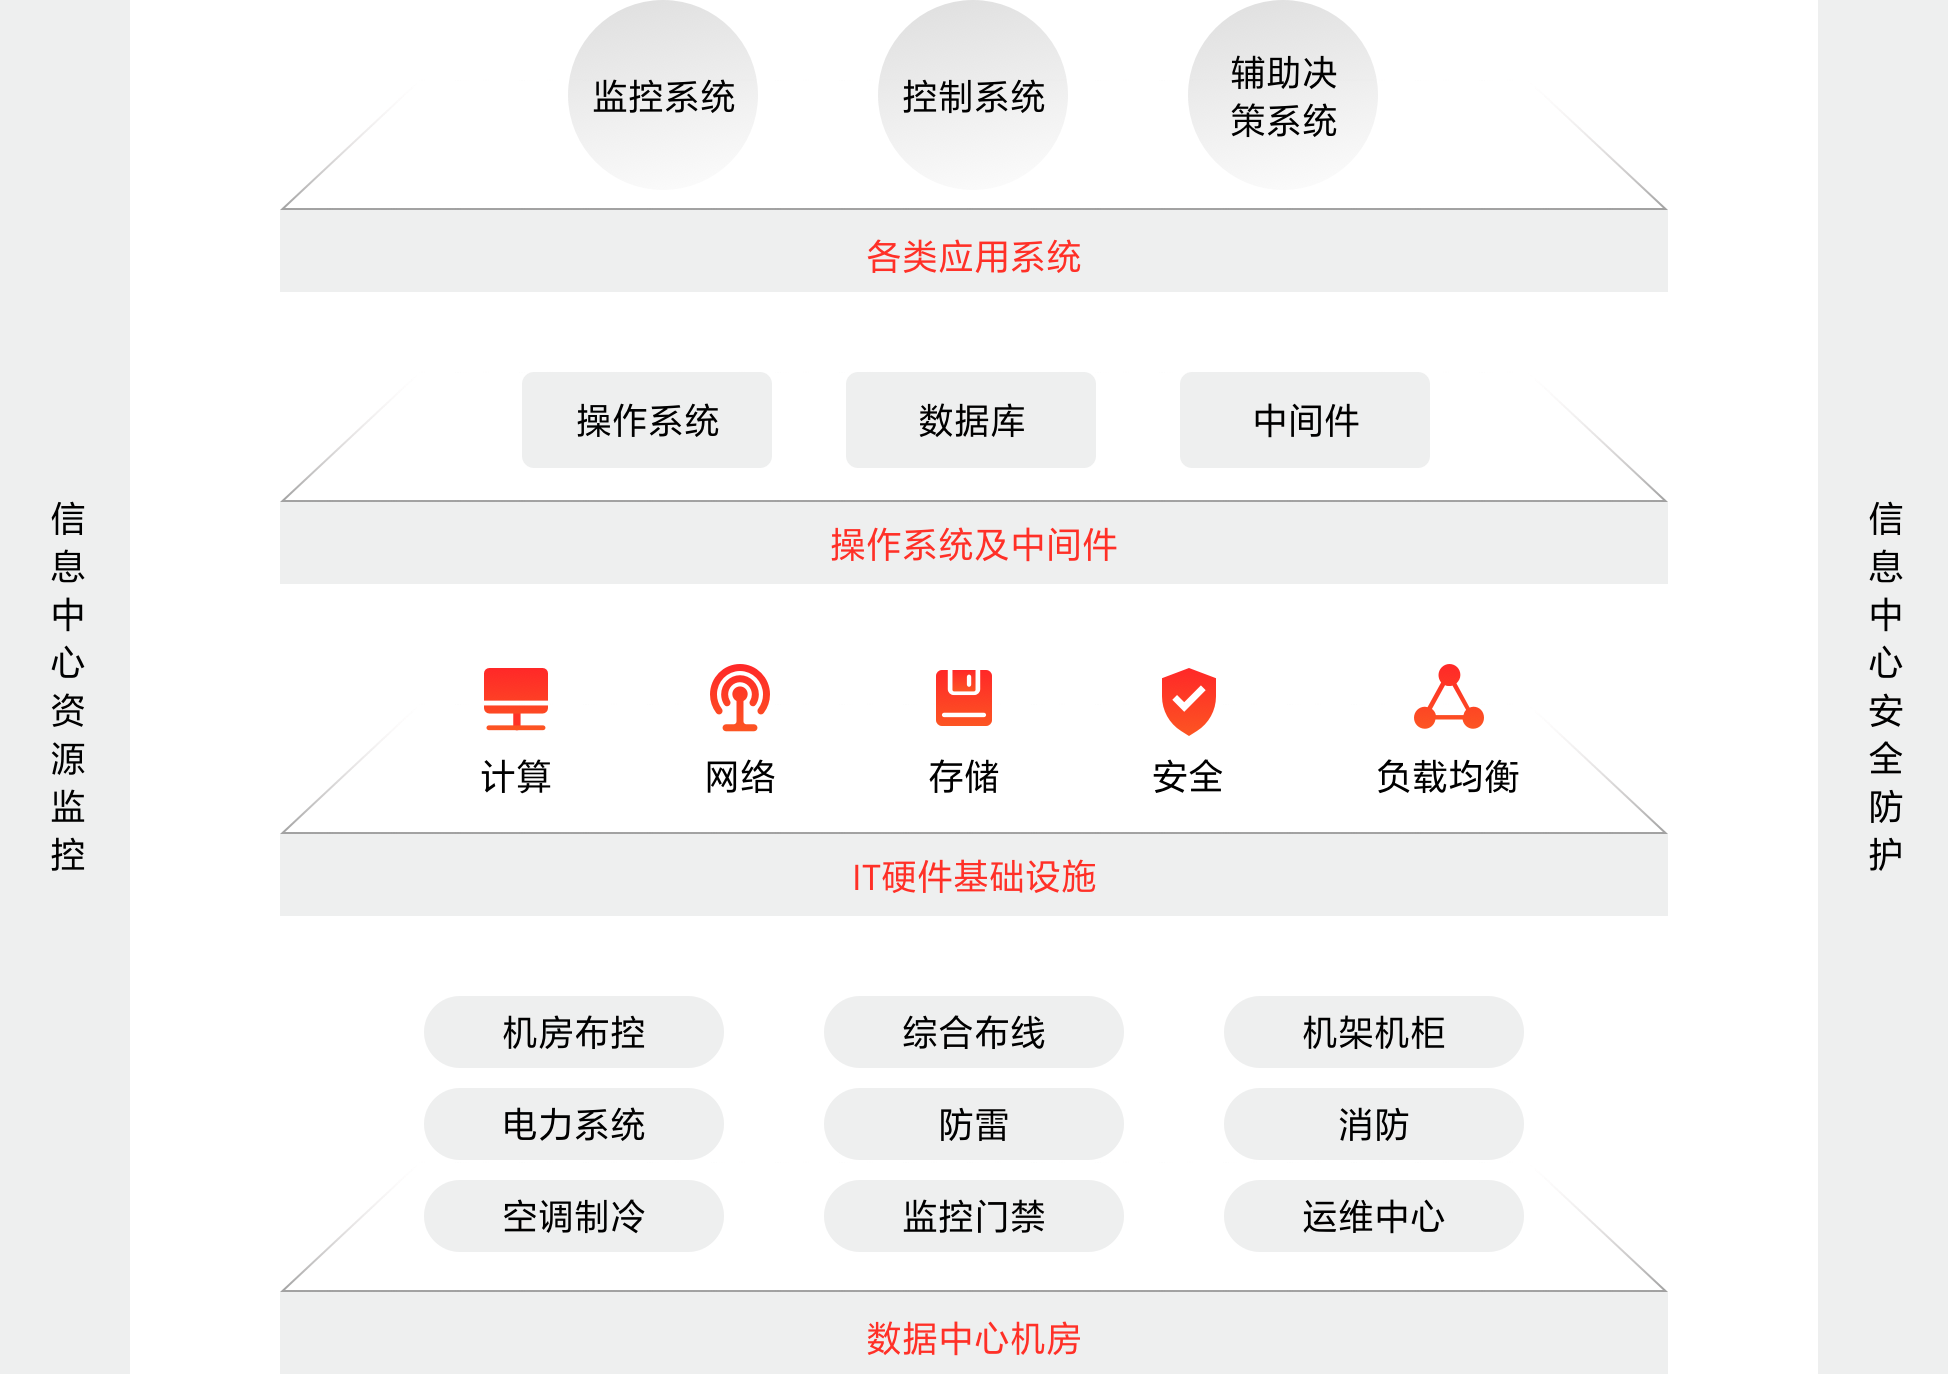 信息中心资源监控
监控系统
控制系统
辅助决
策系统
各类应用系统
操作系统
数据库
中间件
操作系统及中间件
计算
网络
存储
安全
负载均衡
IT硬件基础设施
机房布控
综合布线
机架机柜
电力系统
防雷
消防
空调制冷
监控门禁
运维中心
数据中心机房
信息中心安全防护